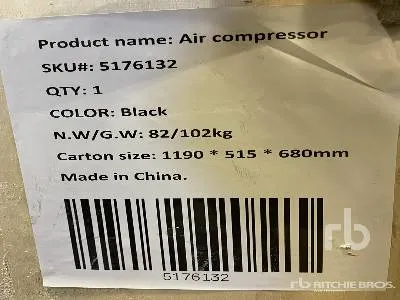 Product name: Air compressor
SKU#: 5176132
QTY: 1
COLOR: Black
N.W/G.W: 82/102kg
Carton size: 1190 * 515 * 680mm
Made in China.
5176132
rb
rb RITCHIE BROS.